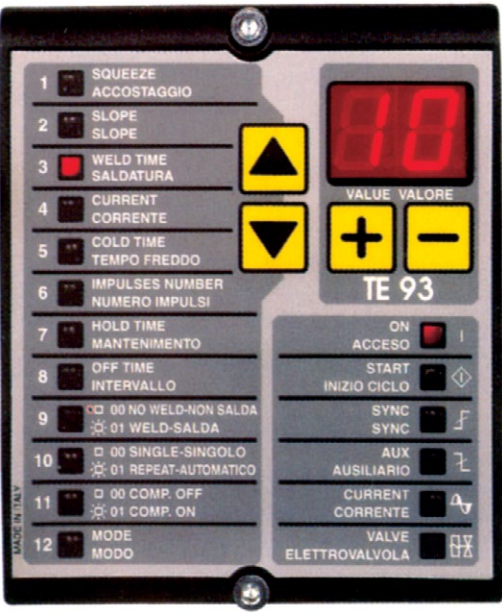 1 SQUEEZE
ACCOSTAGGIO
2 SLOPE
SLOPE
3 WELD TIME
SALDATURA
4 CURRENT
CORRENTE
5 COLD TIME
TEMPO FREDDO
6 IMPULSES NUMBER
NUMERO IMPULSI
7 HOLD TIME
MANTENIMENTO
8 OFF TIME
INTERVALLO
9 00 NO WELD-NON SALDA
01 WELD-SALDA
10 00 SINGLE-SINGOLO
01 REPEAT-AUTOMATICO
11 00 COMP. OFF
01 COMP. ON
12 MODE
MODO
MADE IN ITALY
10
VALUE VALORE
+ −
TE 93
ON I
ACCESO
START
INIZIO CICLO
SYNC
SYNC
AUX
AUSILIARIO
CURRENT
CORRENTE
VALVE
ELETTROVALVOLA